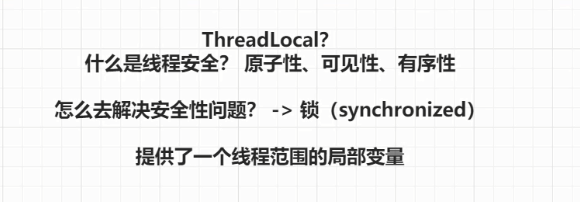 ThreadLocal?
什么是线程安全? 原子性、可见性、有序性
怎么去解决安全性问题? -> 锁（synchronized）
提供了一个线程范围的局部变量